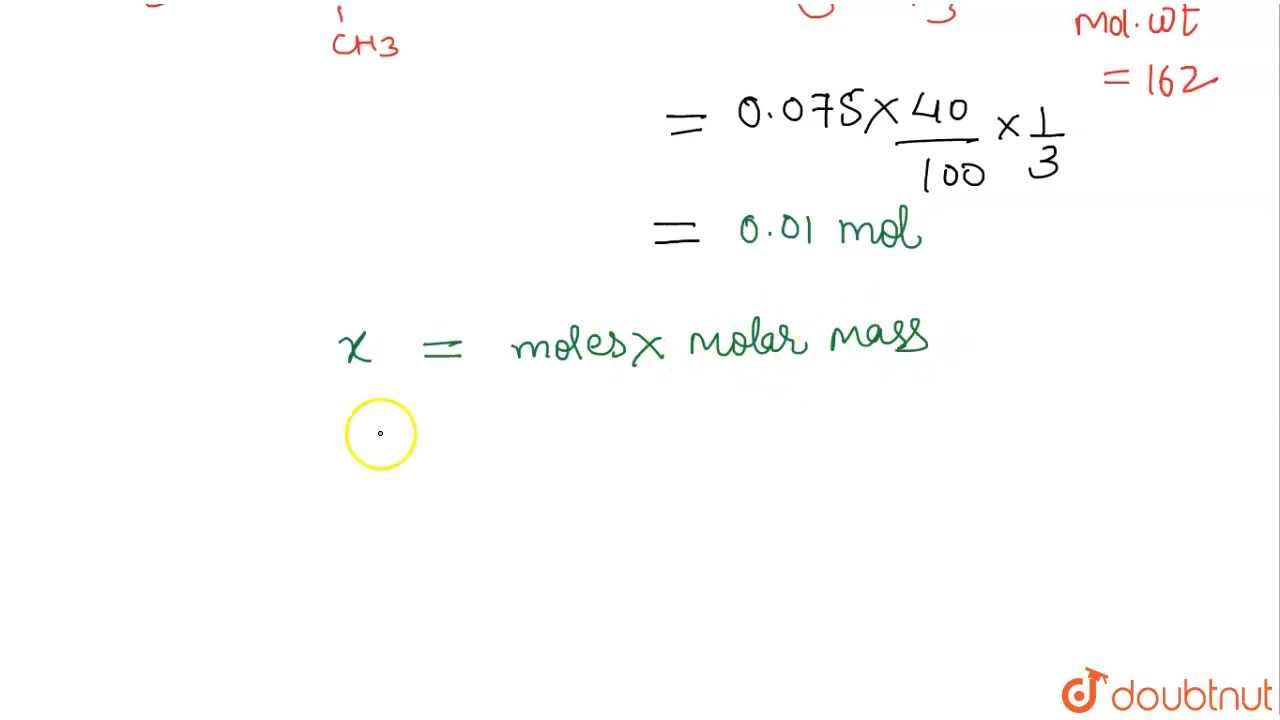 mol. wt
CH3
= 162
= 0.075 × 40/100 × 1/3
= 0.01 mol
x = moles × molar mass
doubtnut